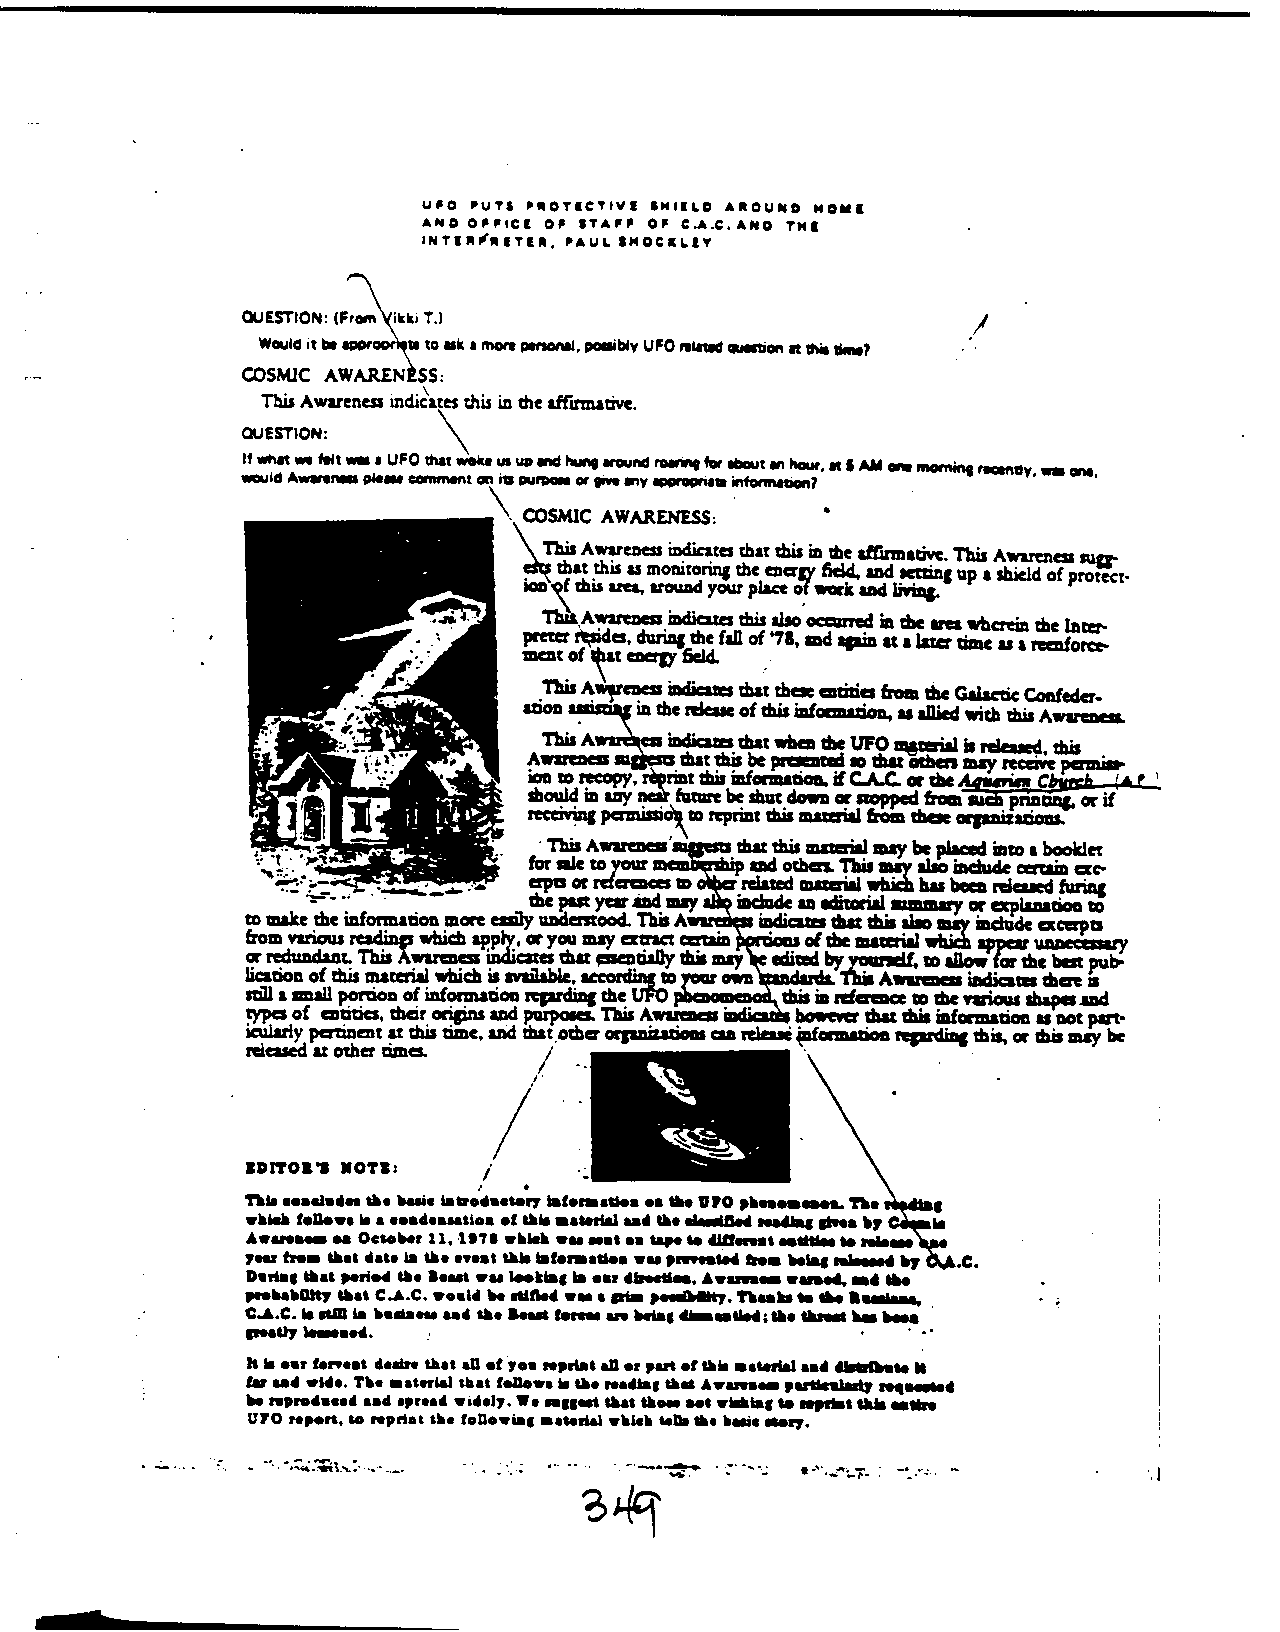 UFO PUTS PROTECTIVE SHIELD AROUND HOME
AND OFFICE OF STAFF OF C.A.C. AND THE
INTERPRETER, PAUL SHOCKLEY
QUESTION: (From Vikki T.)
Would it be appropriate to ask a more personal, possibly UFO related question at this time?
COSMIC AWARENESS:
This Awareness indicates this in the affirmative.
QUESTION:
If what we felt was a UFO that woke us up and hung around roaring for about an hour, at 5 AM one morning recently, was one,
would Awareness please comment on its purpose or give any appropriate information?
COSMIC AWARENESS:
This Awareness indicates that this in the affirmative. This Awareness sugg-
ests that this as monitoring the energy field, and setting up a shield of protect-
ion of this area, around your place of work and living.
This Awareness indicates this also occurred in the area wherein the Inter-
preter resides, during the fall of '78, and again at a later time as a reenforce-
ment of that energy field.
This Awareness indicates that these entities from the Galactic Confeder-
ation assisting in the release of this information, as allied with this Awareness.
This Awareness indicates that when the UFO material is released, this
Awareness suggests that this be presented so that others may receive permiss-
ion to recopy, reprint this information, if C.A.C. or the Aquarian Church
should in any near future be shut down or stopped from such printing, or if
receiving permission to reprint this material from these organizations.
This Awareness suggests that this material may be placed into a booklet
for sale to your membership and others. This may also include certain exc-
erpts or references to other related material which has been released furing
the past year and may also include an editorial summary or explanation to
to make the information more easily understood. This Awareness indicates that this also may include excerpts
from various readings which apply, or you may extract certain portions of the material which appear unnecessary
or redundant. This Awareness indicates that essentially this may be edited by yourself, to allow for the best pub-
lication of this material which is available, according to your own standards. This Awareness indicates there is
still a small portion of information regarding the UFO phenomenon, this in reference to the various shapes and
types of entities, their origins and purposes. This Awareness indicates however that this information as not part-
icularly pertinent at this time, and that other organizations can release information regarding this, or this may be
released at other times.
EDITOR'S NOTE:
This concludes the basic introductory information on the UFO phenomenon. The reading
which follows is a condensation of this material and the classified reading given by Cosmic
Awareness on October 11, 1978 which was sent on tape to different entities to release one
year from that date in the event this information was prevented from being released by C.A.C.
During that period the Beast was looking in our direction, Awareness warned, and the
probability that C.A.C. would be stifled was a grim possibility. Thanks to the Russians,
C.A.C. is still in business and the Beast forces are being dismantled; the threat has been
greatly lessened.
It is our fervent desire that all of you reprint all or part of this material and distribute it
far and wide. The material that follows is the reading that Awareness particularly requested
be reproduced and spread widely. We suggest that those not wishing to reprint this entire
UFO report, to reprint the following material which tells the basic story.
349